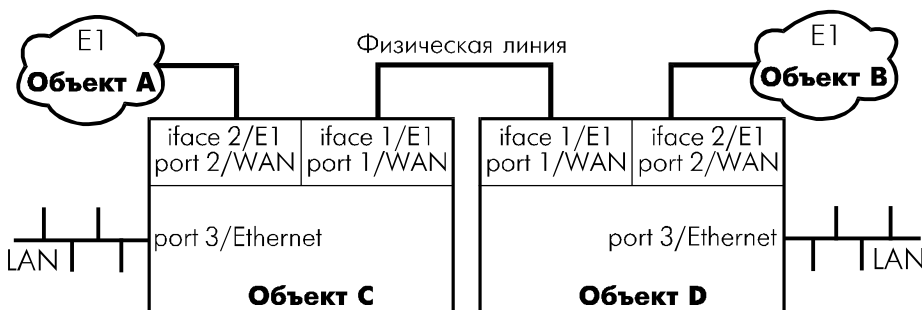 E1
Объект A
Физическая линия
E1
Объект B
iface 2/E1
port 2/WAN
iface 1/E1
port 1/WAN
iface 1/E1
port 1/WAN
iface 2/E1
port 2/WAN
LAN
port 3/Ethernet
port 3/Ethernet
LAN
Объект C
Объект D